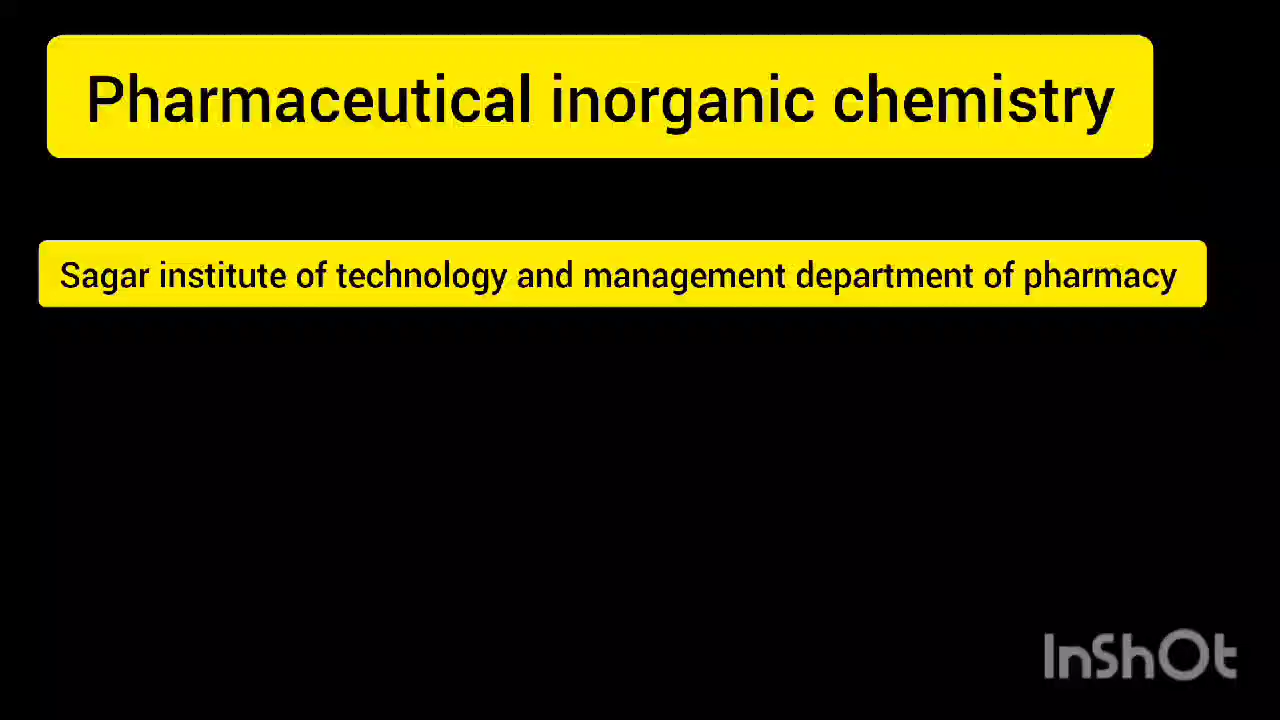 Pharmaceutical inorganic chemistry
Sagar institute of technology and management department of pharmacy
InShOt